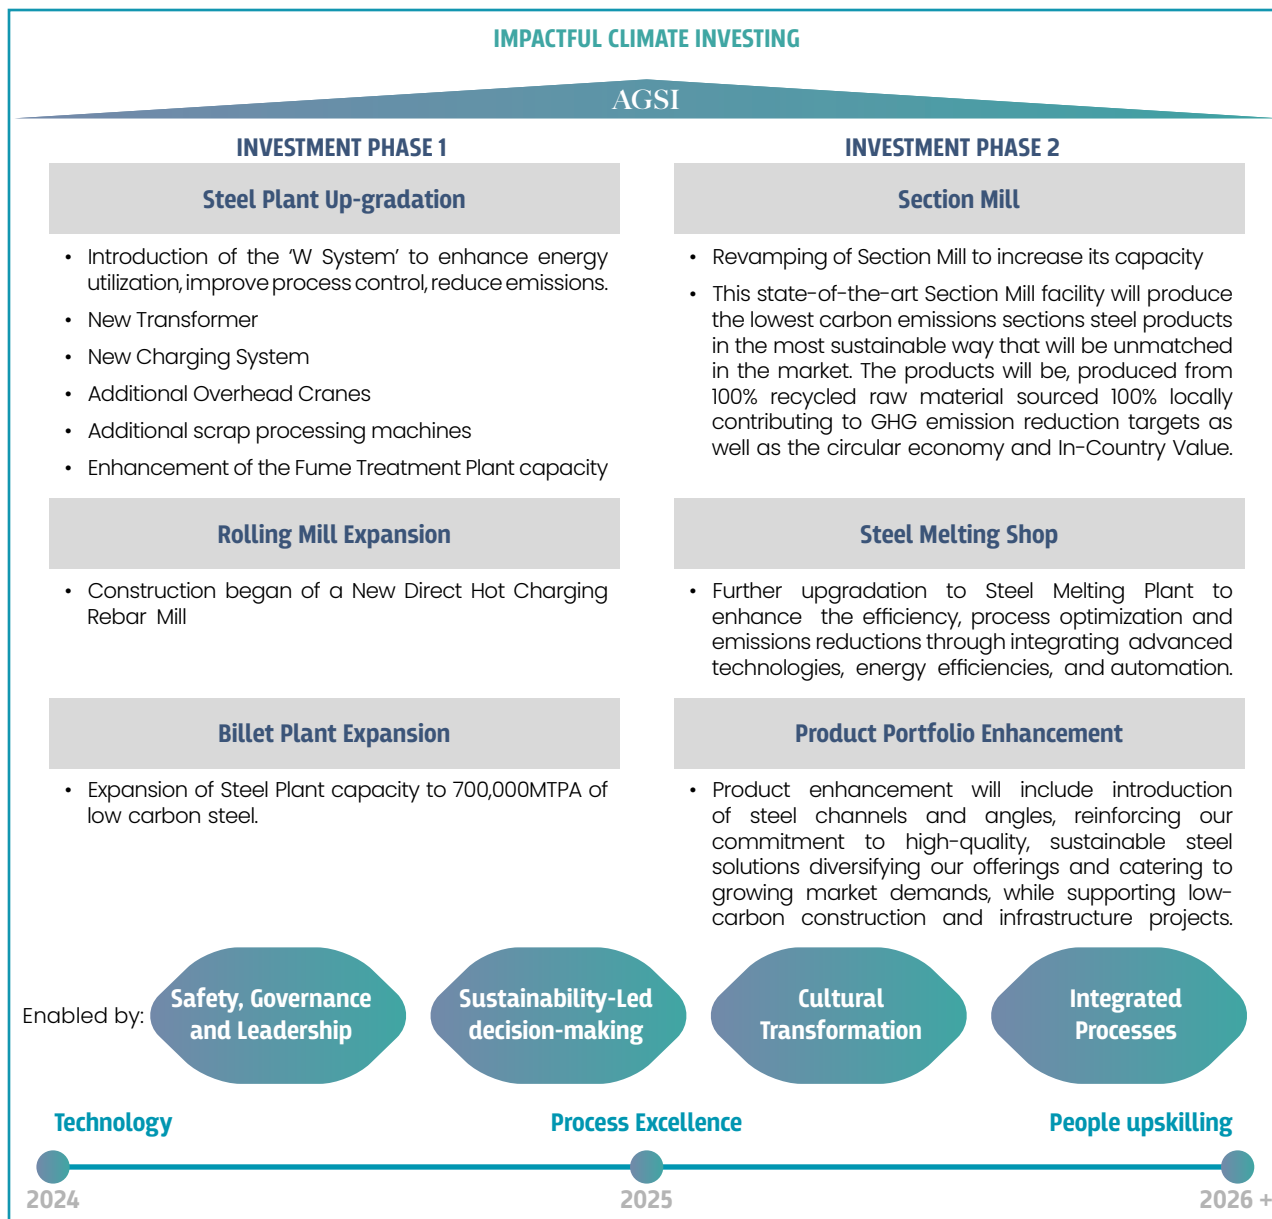 IMPACTFUL CLIMATE INVESTING
AGSI
INVESTMENT PHASE 1
Steel Plant Up-gradation
• Introduction of the ‘W System’ to enhance energy
utilization, improve process control, reduce emissions.
• New Transformer
• New Charging System
• Additional Overhead Cranes
• Additional scrap processing machines
• Enhancement of the Fume Treatment Plant capacity
Rolling Mill Expansion
• Construction began of a New Direct Hot Charging
Rebar Mill
Billet Plant Expansion
• Expansion of Steel Plant capacity to 700,000MTPA of
low carbon steel.
INVESTMENT PHASE 2
Section Mill
• Revamping of Section Mill to increase its capacity
• This state-of-the-art Section Mill facility will produce
the lowest carbon emissions sections steel products
in the most sustainable way that will be unmatched
in the market. The products will be, produced from
100% recycled raw material sourced 100% locally
contributing to GHG emission reduction targets as
well as the circular economy and In-Country Value.
Steel Melting Shop
• Further upgradation to Steel Melting Plant to
enhance the efficiency, process optimization and
emissions reductions through integrating advanced
technologies, energy efficiencies, and automation.
Product Portfolio Enhancement
• Product enhancement will include introduction
of steel channels and angles, reinforcing our
commitment to high-quality, sustainable steel
solutions diversifying our offerings and catering to
growing market demands, while supporting low-
carbon construction and infrastructure projects.
Enabled by:
Safety, Governance
and Leadership
Sustainability-Led
decision-making
Cultural
Transformation
Integrated
Processes
Technology
Process Excellence
People upskilling
2024
2025
2026 +